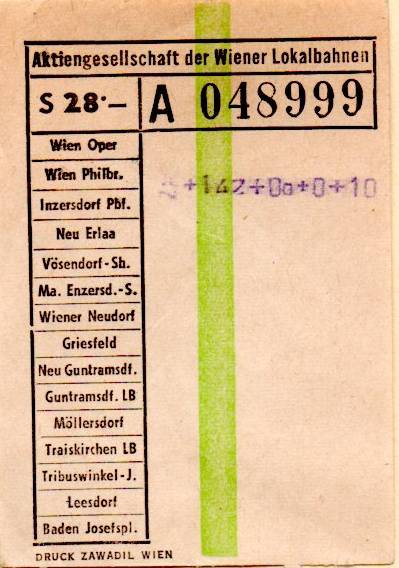 Aktiengesellschaft der Wiener Lokalbahnen
S 28·— A 048999
Wien Oper
Wien Philbr.
Inzersdorf Pbf.
Neu Erlaa
Vösendorf-Sb.
Ma. Enzersd.-S.
Wiener Neudorf
Griesfeld
Neu Guntramsdf.
Guntramsdf. LB
Möllersdorf
Traiskirchen LB
Tribuswinkel-J.
Leesdorf
Baden Josefspl.
DRUCK ZAWADIL WIEN